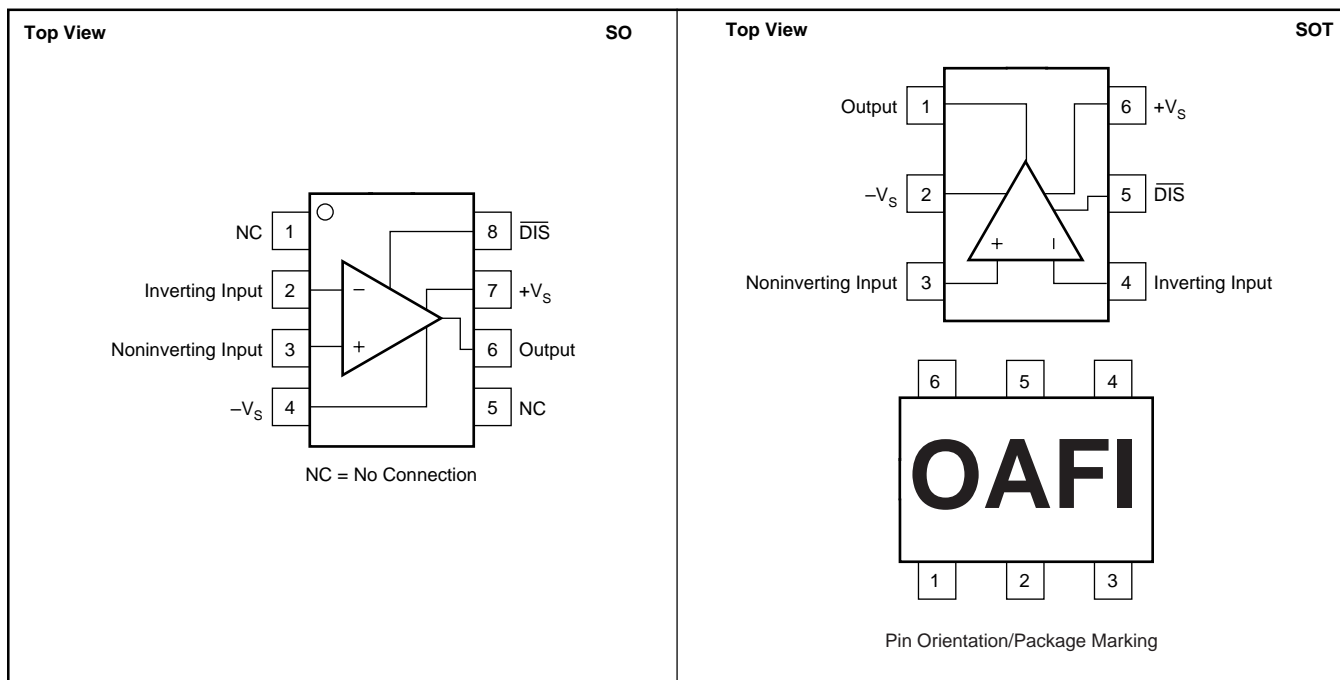 Top View SO
NC 1 8 D̅I̅S̅
Inverting Input 2 − 7 +VS
Noninverting Input 3 + 6 Output
–VS 4 5 NC
NC = No Connection
Top View SOT
Output 1 6 +VS
–VS 2 5 D̅I̅S̅
+ −
Noninverting Input 3 4 Inverting Input
6 5 4
OAFI
1 2 3
Pin Orientation/Package Marking